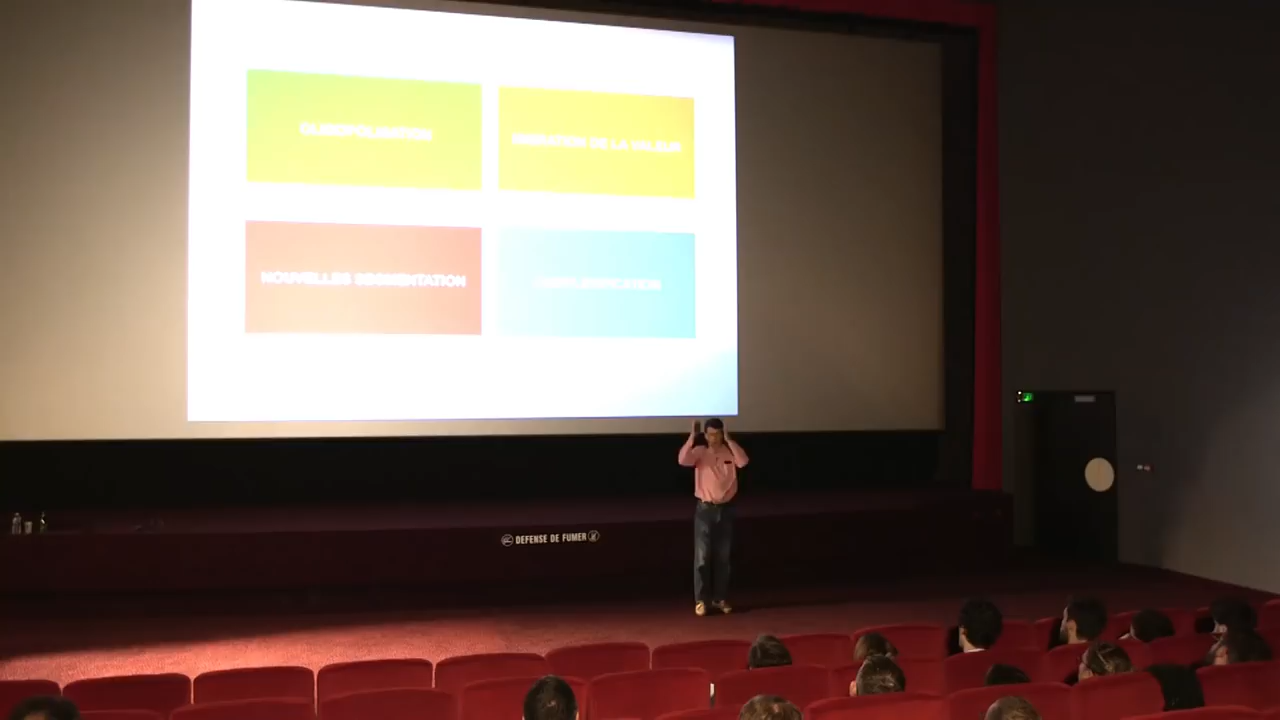 OLIGOPOLISATION
MIGRATION DE LA VALEUR
NOUVELLES SEGMENTATION
DEFENSE DE FUMER